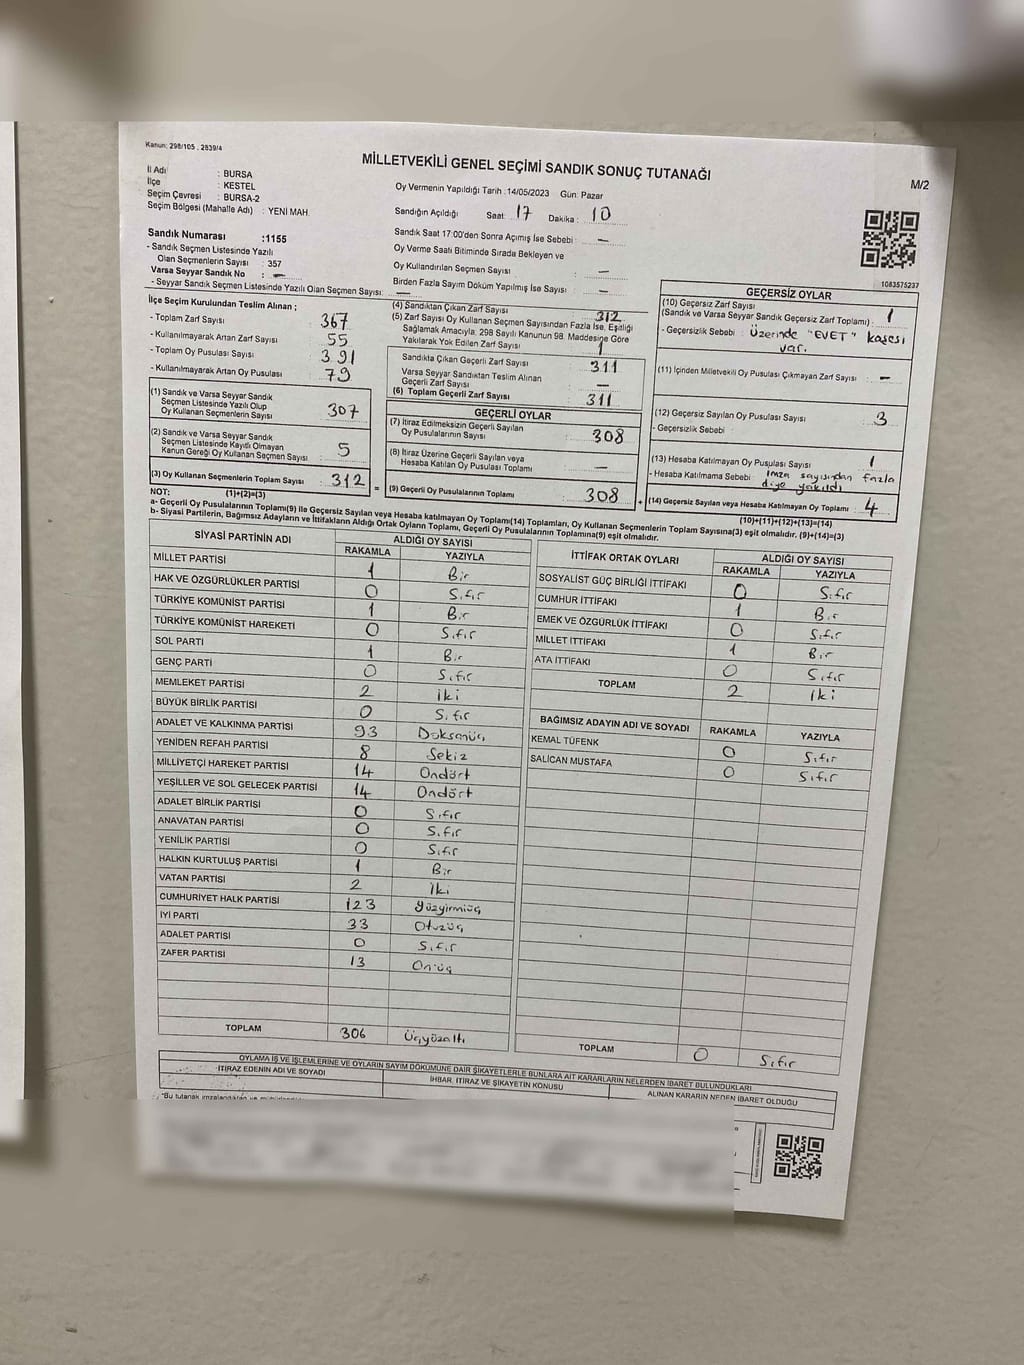 Kanun: 298/105 . 2839/4
MİLLETVEKİLİ GENEL SEÇİMİ SANDIK SONUÇ TUTANAĞI
M/2
İl Adı : BURSA
İlçe : KESTEL
Seçim Çevresi : BURSA-2
Seçim Bölgesi (Mahalle Adı) : YENİ MAH.
Oy Vermenin Yapıldığı Tarih :14/05/2023 Gün: Pazar
Sandığın Açıldığı Saat: 17 Dakika : 10
Sandık Saat 17:00'den Sonra Açımış İse Sebebi : —
Oy Verme Saati Bitiminde Sırada Bekleyen ve
Oy Kullandırılan Seçmen Sayısı : —
Birden Fazla Sayım Döküm Yapılmış İse Sayısı : —
Sandık Numarası :1155
- Sandık Seçmen Listesinde Yazılı
Olan Seçmenlerin Sayısı : 357
Varsa Seyyar Sandık No : —
- Seyyar Sandık Seçmen Listesinde Yazılı Olan Seçmen Sayısı: —
1083575237
İlçe Seçim Kurulundan Teslim Alınan ;
- Toplam Zarf Sayısı : 367
- Kullanılmayarak Artan Zarf Sayısı : 55
- Toplam Oy Pusulası Sayısı : 391
- Kullanılmayarak Artan Oy Pusulası : 79
(1) Sandık ve Varsa Seyyar Sandık
Seçmen Listesinde Yazılı Olup
Oy Kullanan Seçmenlerin Sayısı : 307
(2) Sandık ve Varsa Seyyar Sandık
Seçmen Listesinde Kayıtlı Olmayan
Kanun Gereği Oy Kullanan Seçmen Sayısı : 5
(3) Oy Kullanan Seçmenlerin Toplam Sayısı : 312
(4) Sandıktan Çıkan Zarf Sayısı : 312
(5) Zarf Sayısı Oy Kullanan Seçmen Sayısından Fazla İse, Eşitliği
Sağlamak Amacıyla, 298 Sayılı Kanunun 98. Maddesine Göre
Yakılarak Yok Edilen Zarf Sayısı : 1
Sandıkta Çıkan Geçerli Zarf Sayısı : 311
Varsa Seyyar Sandıktan Teslim Alınan
Geçerli Zarf Sayısı : —
(6) Toplam Geçerli Zarf Sayısı : 311
GEÇERLİ OYLAR
(7) İtiraz Edilmeksizin Geçerli Sayılan
Oy Pusulalarının Sayısı : 308
(8) İtiraz Üzerine Geçerli Sayılan veya
Hesaba Katılan Oy Pusulası Toplamı : —
= (9) Geçerli Oy Pusulalarının Toplamı : 308
GEÇERSİZ OYLAR
(10) Geçersiz Zarf Sayısı
(Sandık ve Varsa Seyyar Sandık Geçersiz Zarf Toplamı) : 1
- Geçersizlik Sebebi : Üzerinde "EVET" kaşesi
var.
(11) İçinden Milletvekili Oy Pusulası Çıkmayan Zarf Sayısı : —
(12) Geçersiz Sayılan Oy Pusulası Sayısı : 3
- Geçersizlik Sebebi :
(13) Hesaba Katılmayan Oy Pusulası Sayısı : 1
- Hesaba Katılmama Sebebi : imza sayısından fazla
diye yakıldı
+ (14) Geçersiz Sayılan veya Hesaba Katılmayan Oy Toplamı : 4
NOT: (1)+(2)=(3)
(10)+(11)+(12)+(13)=(14)
a- Geçerli Oy Pusulalarının Toplamı(9) ile Geçersiz Sayılan veya Hesaba katılmayan Oy Toplamı(14) Toplamları, Oy Kullanan Seçmenlerin Toplam Sayısına(3) eşit olmalıdır. (9)+(14)=(3)
b- Siyasi Partilerin, Bağımsız Adayların ve İttifakların Aldığı Ortak Oyların Toplamı, Geçerli Oy Pusulalarının Toplamına(9) eşit olmalıdır.
SİYASİ PARTİNİN ADI ALDIĞI OY SAYISI
RAKAMLA YAZIYLA
MİLLET PARTİSİ 1 Bir
HAK VE ÖZGÜRLÜKLER PARTİSİ 0 Sıfır
TÜRKİYE KOMÜNİST PARTİSİ 1 Bir
TÜRKİYE KOMÜNİST HAREKETİ 0 Sıfır
SOL PARTİ 1 Bir
GENÇ PARTİ 0 Sıfır
MEMLEKET PARTİSİ 2 iki
BÜYÜK BİRLİK PARTİSİ 0 Sıfır
ADALET VE KALKINMA PARTİSİ 93 Doksanüç
YENİDEN REFAH PARTİSİ 8 Sekiz
MİLLİYETÇİ HAREKET PARTİSİ 14 Ondört
YEŞİLLER VE SOL GELECEK PARTİSİ 14 Ondört
ADALET BİRLİK PARTİSİ 0 Sıfır
ANAVATAN PARTİSİ 0 Sıfır
YENİLİK PARTİSİ 0 Sıfır
HALKIN KURTULUŞ PARTİSİ 1 Bir
VATAN PARTİSİ 2 iki
CUMHURİYET HALK PARTİSİ 123 yüzyirmiüç
İYİ PARTİ 33 Otuzüç
ADALET PARTİSİ 0 Sıfır
ZAFER PARTİSİ 13 Onüç
TOPLAM 306 Üçyüzaltı
İTTİFAK ORTAK OYLARI ALDIĞI OY SAYISI
RAKAMLA YAZIYLA
SOSYALİST GÜÇ BİRLİĞİ İTTİFAKI 0 Sıfır
CUMHUR İTTİFAKI 1 Bir
EMEK VE ÖZGÜRLÜK İTTİFAKI 0 Sıfır
MİLLET İTTİFAKI 1 Bir
ATA İTTİFAKI 0 Sıfır
TOPLAM 2 iki
BAĞIMSIZ ADAYIN ADI VE SOYADI RAKAMLA YAZIYLA
KEMAL TÜFENK 0 Sıfır
SALİCAN MUSTAFA 0 Sıfır
TOPLAM 0 Sıfır
OYLAMA İŞ VE İŞLEMLERİNE VE OYLARIN SAYIM DÖKÜMÜNE DAİR ŞİKAYETLERLE BUNLARA AİT KARARLARIN NELERDEN İBARET BULUNDUKLARI
İTİRAZ EDENİN ADI VE SOYADI İHBAR, İTİRAZ VE ŞİKAYETİN KONUSU ALINAN KARARIN NEDEN İBARET OLDUĞU